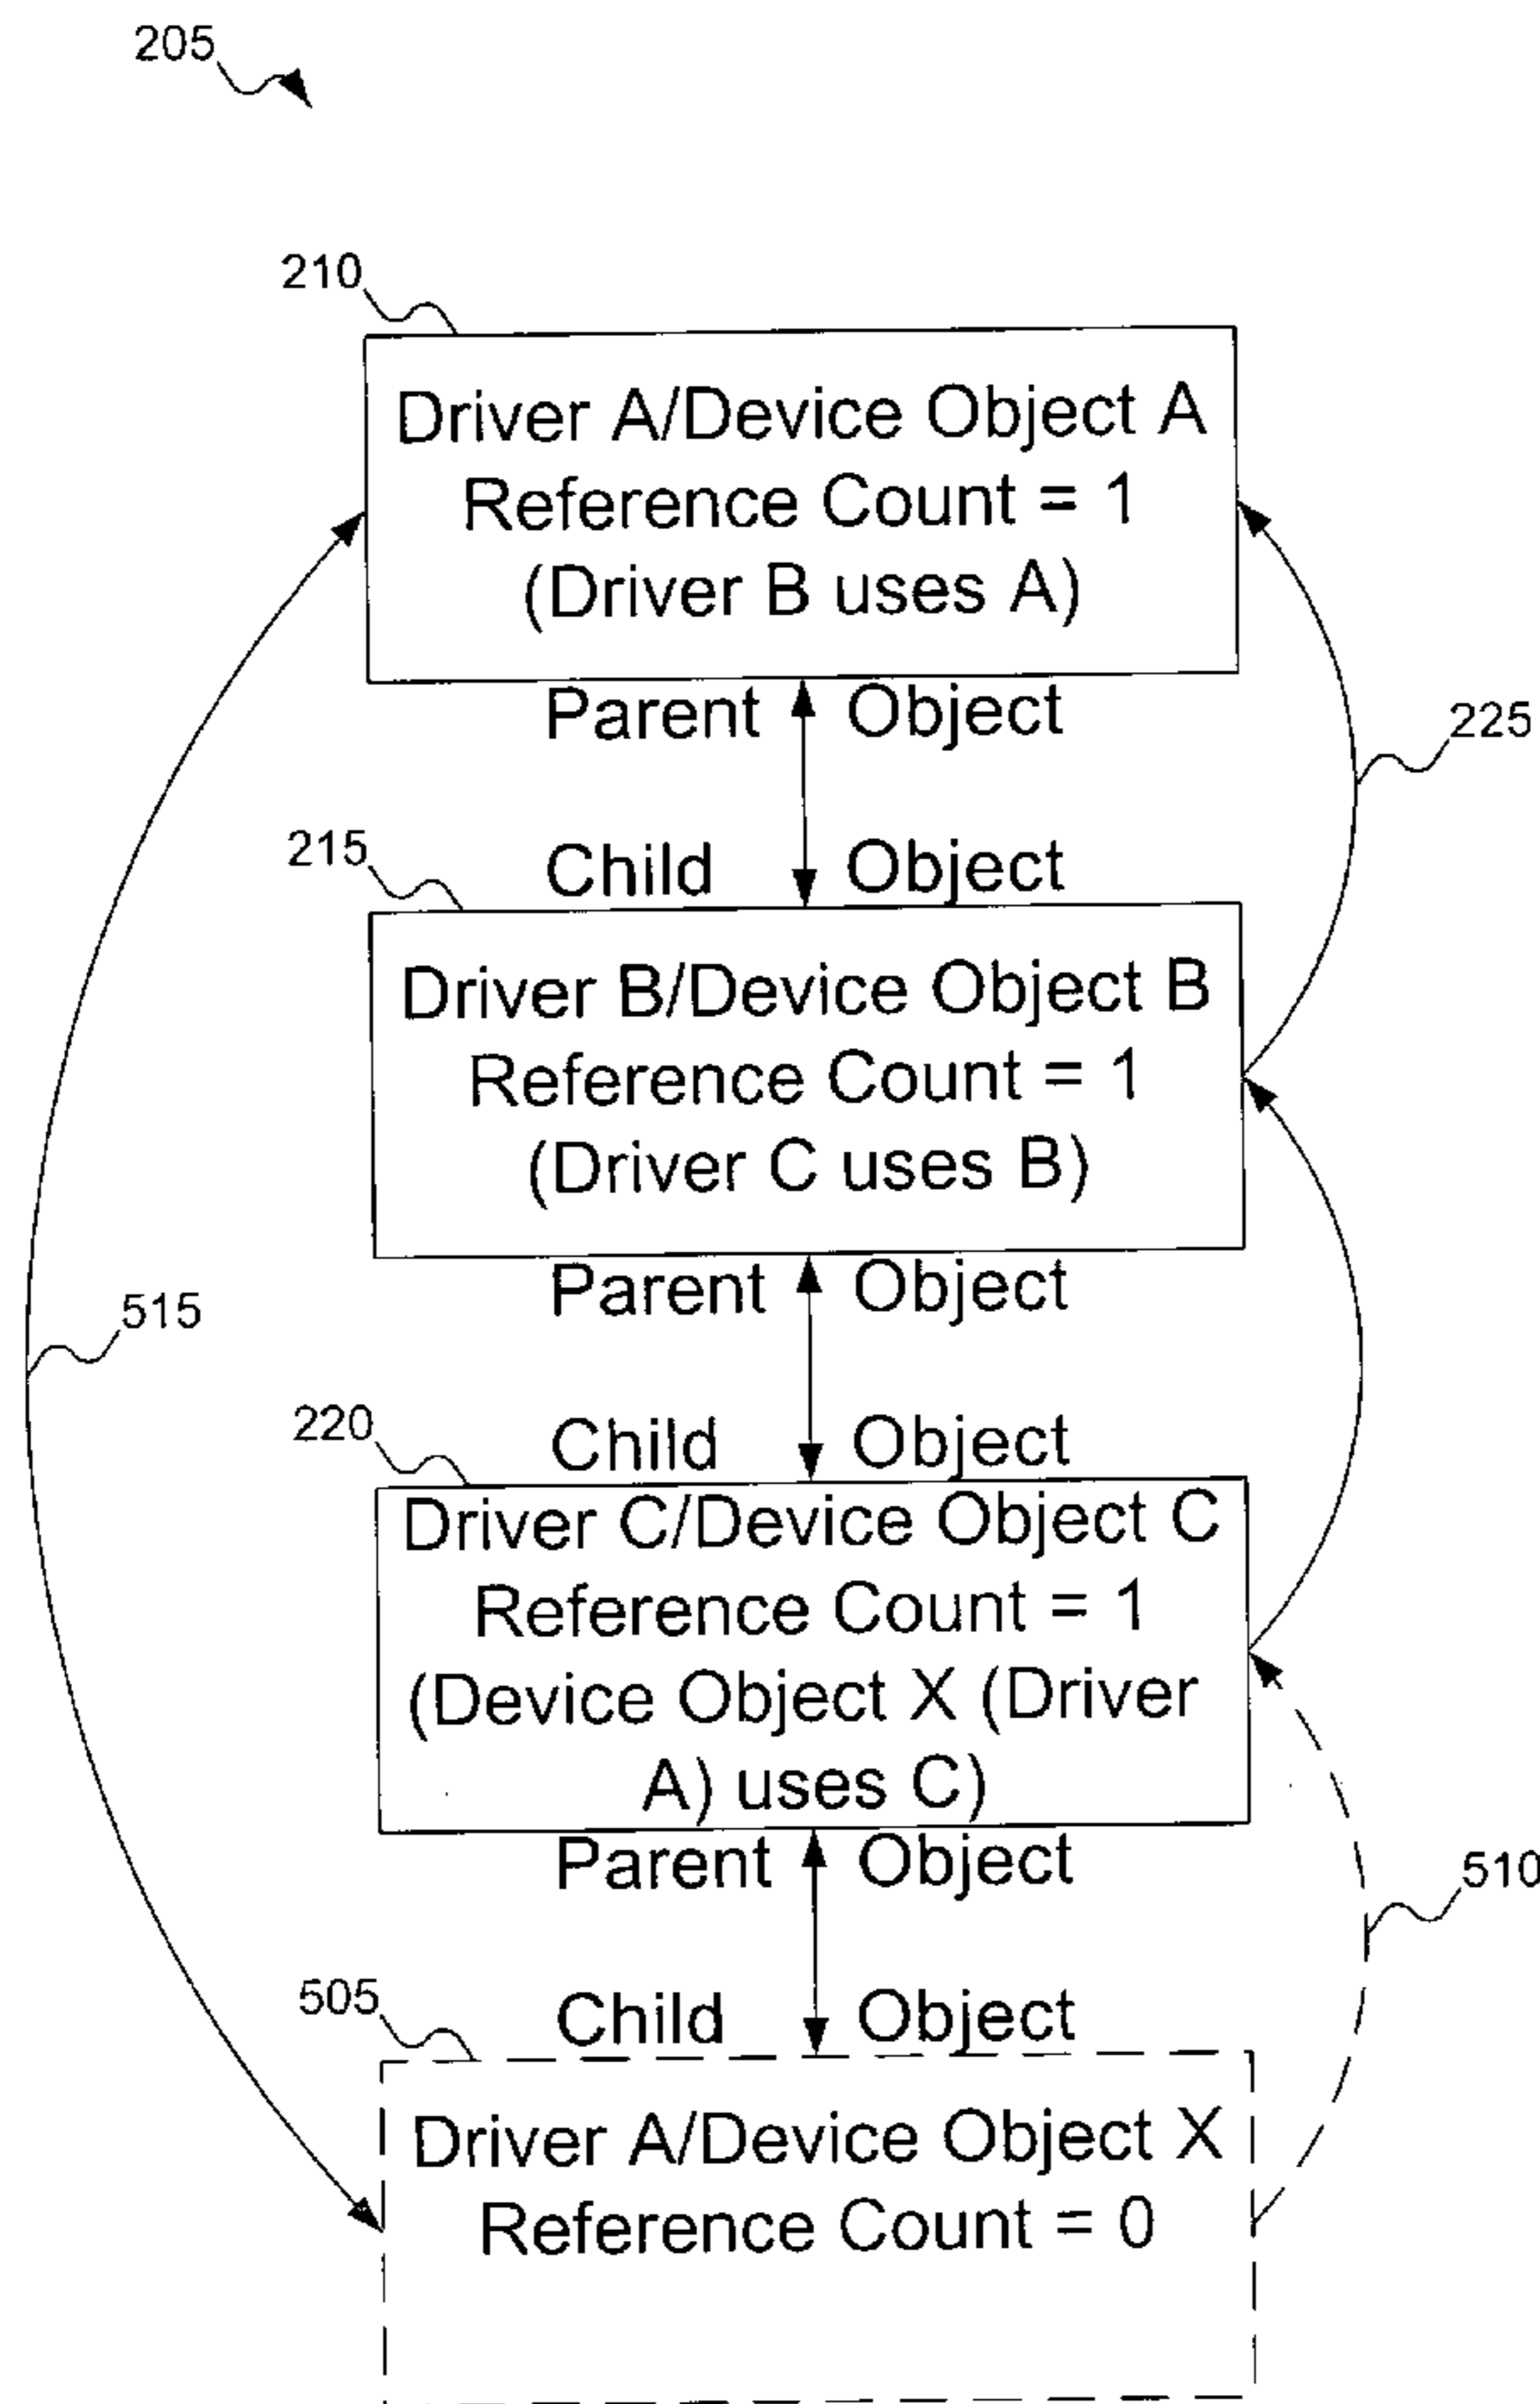 205
210
Driver A/Device Object A
Reference Count = 1
(Driver B uses A)
Parent Object
225
215
Child Object
Driver B/Device Object B
Reference Count = 1
(Driver C uses B)
Parent Object
515
220
Child Object
Driver C/Device Object C
Reference Count = 1
(Device Object X (Driver
A) uses C)
Parent Object
510
505
Child Object
Driver A/Device Object X
Reference Count = 0